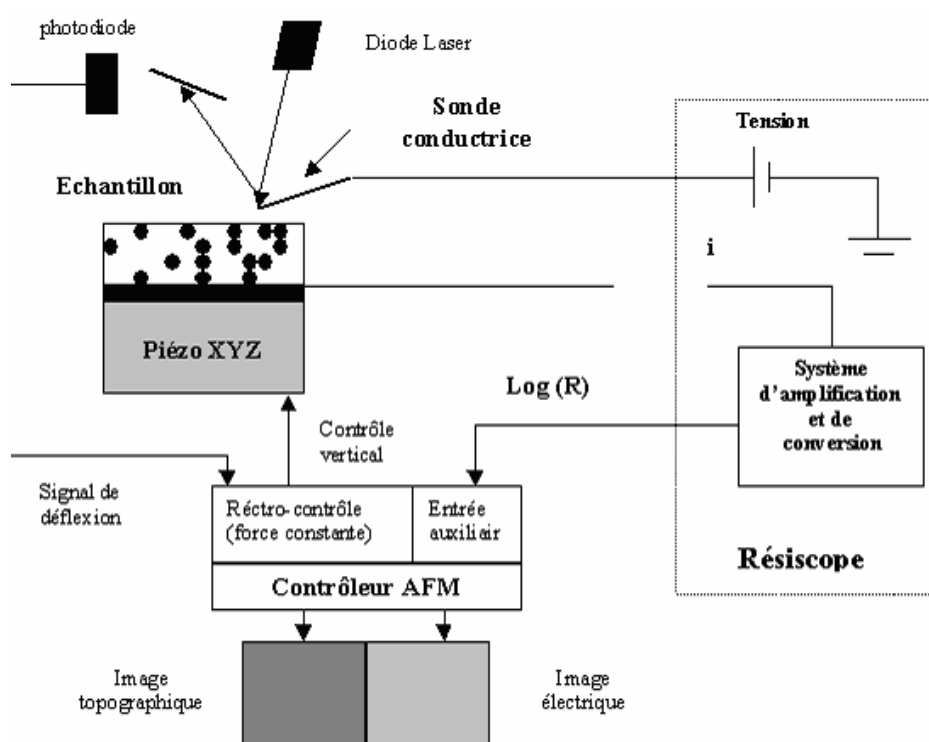 photodiode
Diode Laser
Sonde
conductrice
Tension
Echantillon
i
Piézo XYZ
Système
d'amplification
et de
conversion
Log (R)
Contrôle
vertical
Signal de
déflexion
Réctro-contrôle
(force constante)
Entrée
auxiliair
Résiscope
Contrôleur AFM
Image
topographique
Image
électrique